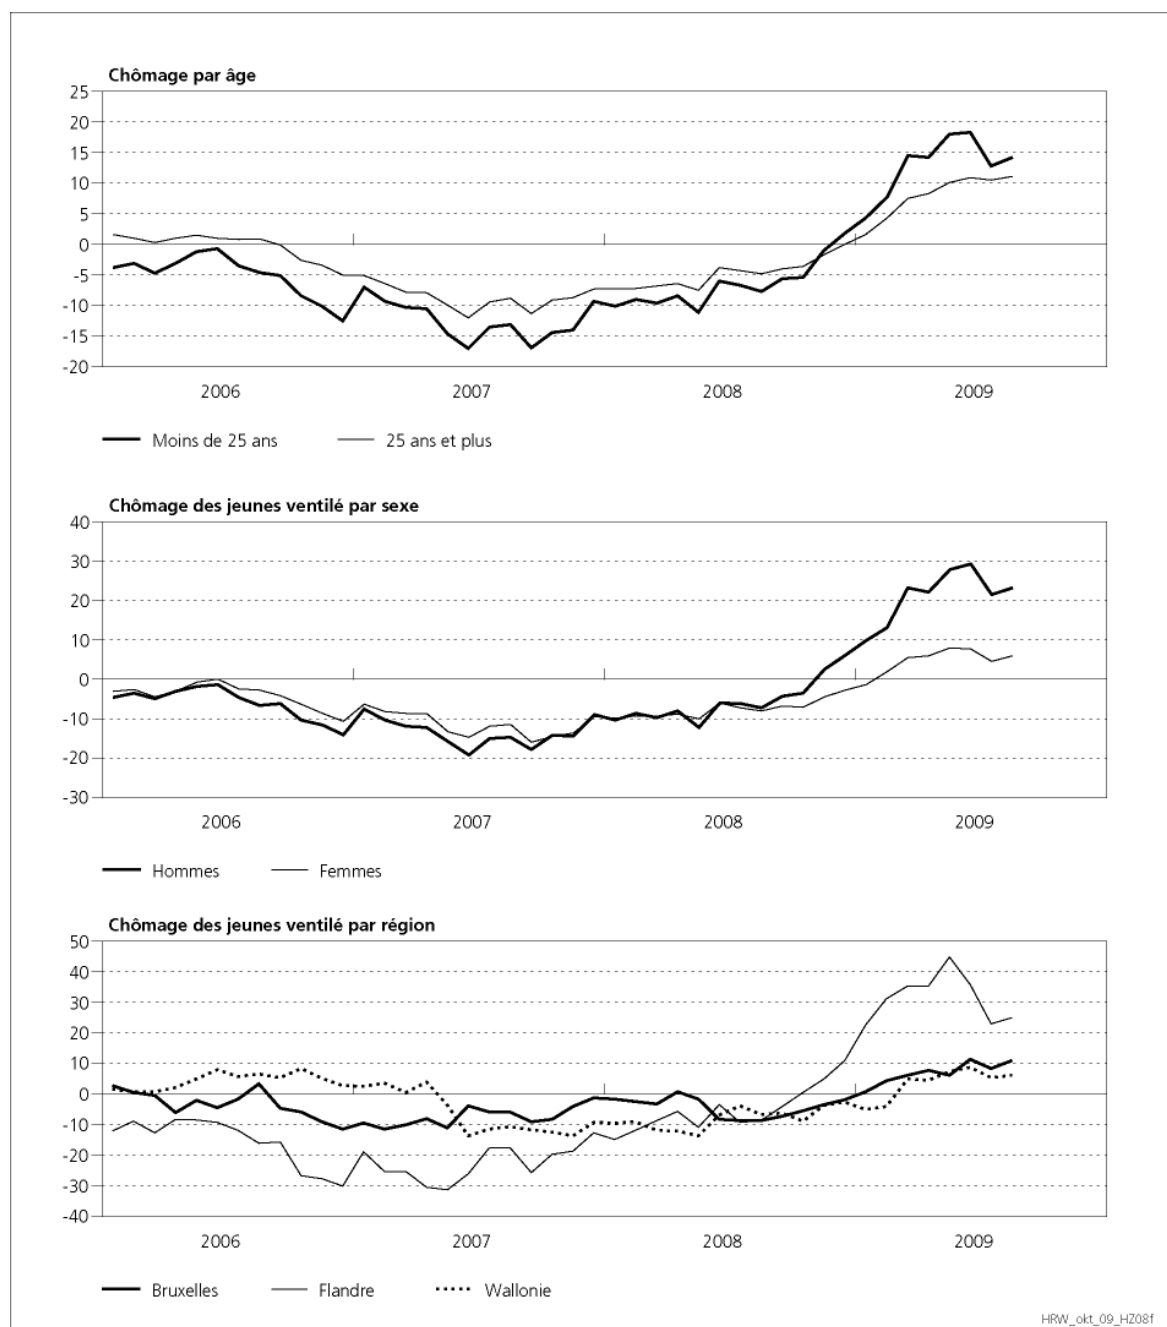 Chômage par âge
25
20
15
10
5
0
-5
-10
-15
-20
2006 2007 2008 2009
Moins de 25 ans 25 ans et plus
Chômage des jeunes ventilé par sexe
40
30
20
10
0
-10
-20
-30
2006 2007 2008 2009
Hommes Femmes
Chômage des jeunes ventilé par région
50
40
30
20
10
0
-10
-20
-30
-40
2006 2007 2008 2009
Bruxelles Flandre Wallonie
HRW_okt_09_HZ08f